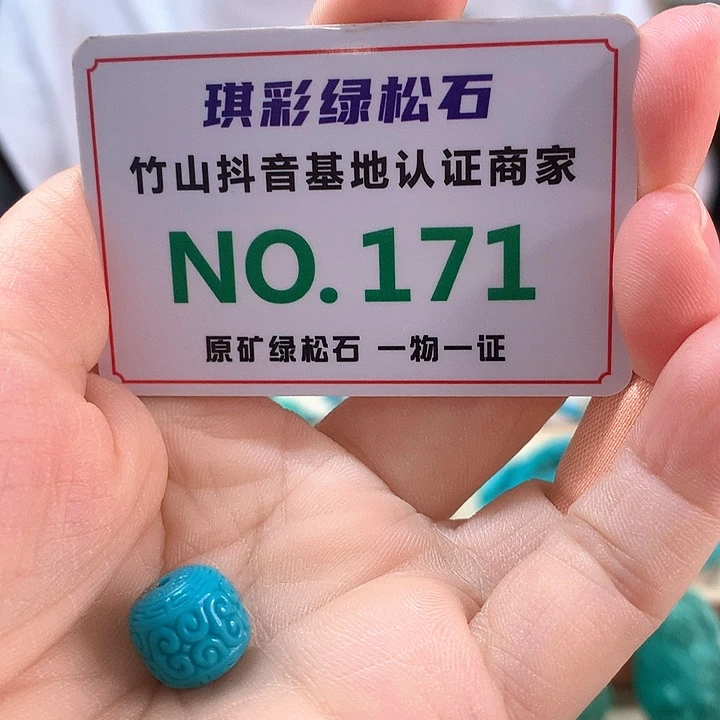 琪彩绿松石
竹山抖音基地认证商家
NO.171
原矿绿松石 一物一证